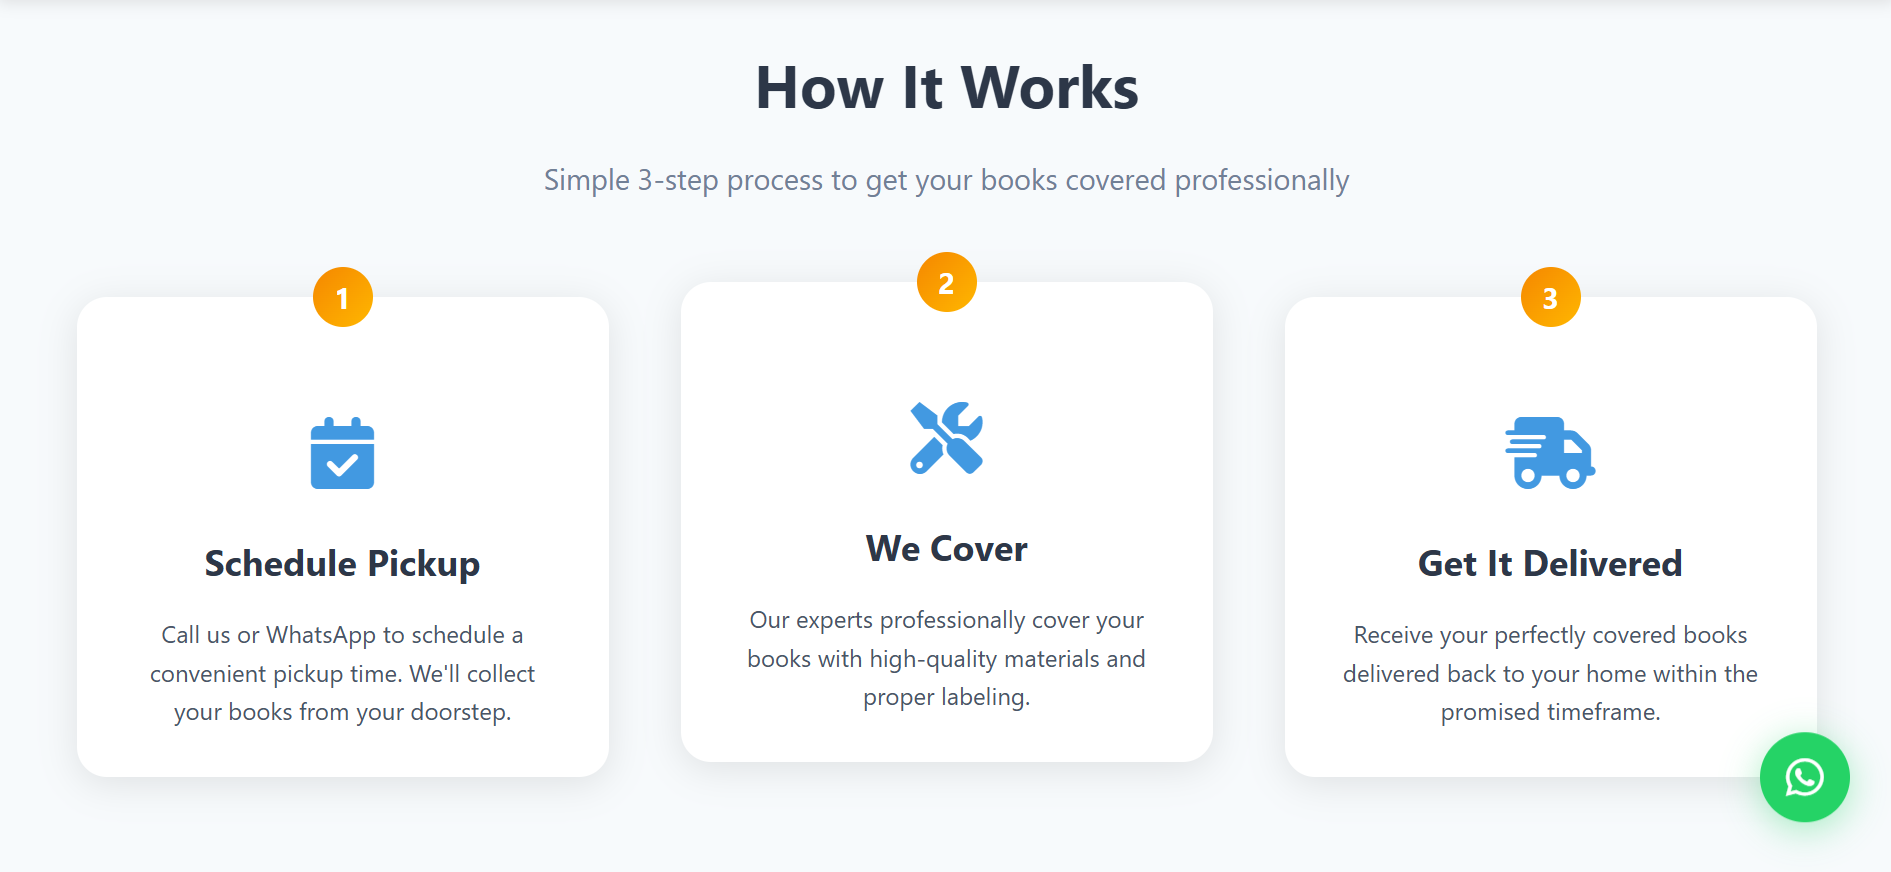 How It Works
Simple 3-step process to get your books covered professionally
1
Schedule Pickup
Call us or WhatsApp to schedule a
convenient pickup time. We'll collect
your books from your doorstep.
2
We Cover
Our experts professionally cover your
books with high-quality materials and
proper labeling.
3
Get It Delivered
Receive your perfectly covered books
delivered back to your home within the
promised timeframe.